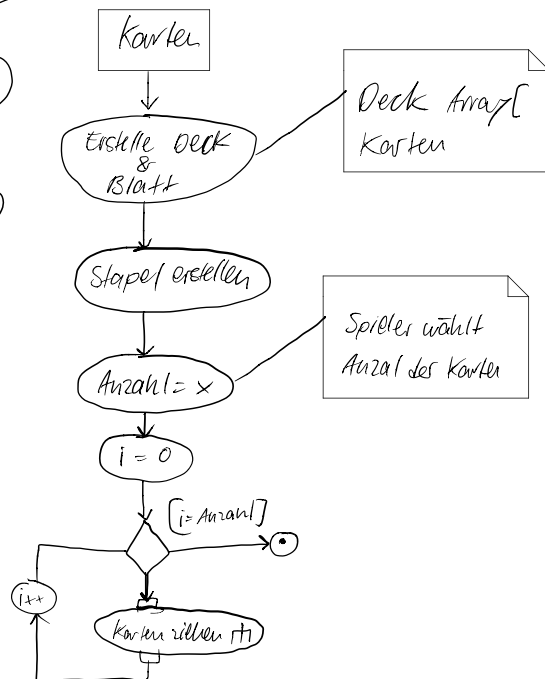 Karten
Erstelle Deck
&
Blatt
Deck Array[
Karten
Stapel erstellen
Spieler wählt
Anzal der Karten
Anzahl = x
i = 0
[i=Anzahl]
i++
Karten ziehen